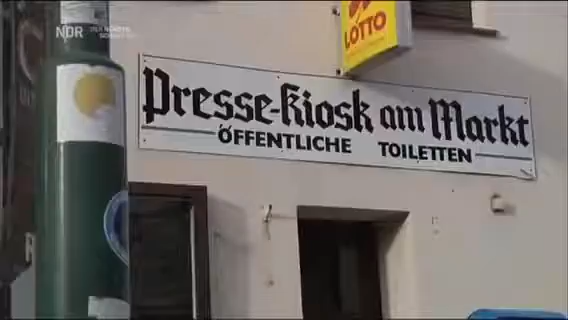 NDR
LOTTO
Presse-Kiosk am Markt
ÖFFENTLICHE TOILETTEN